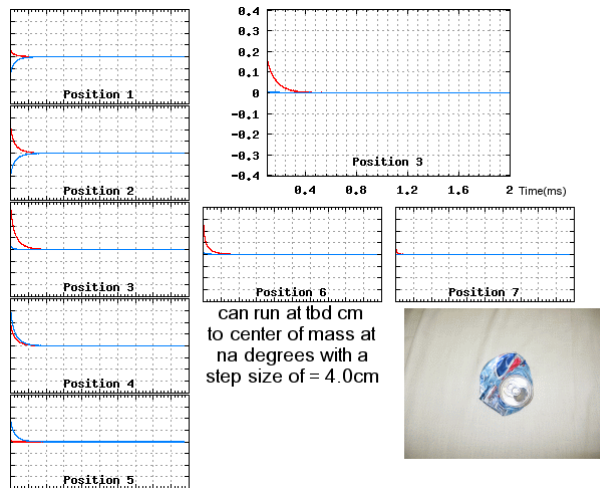 Position 1
Position 2
Position 3
Position 4
Position 5
0.4
0.3
0.2
0.1
0
-0.1
-0.2
-0.3
-0.4
Position 3
0.4
0.8
1.2
1.6
2
Time(ms)
Position 6
Position 7
can run at tbd cm
to center of mass at
na degrees with a
step size of = 4.0cm